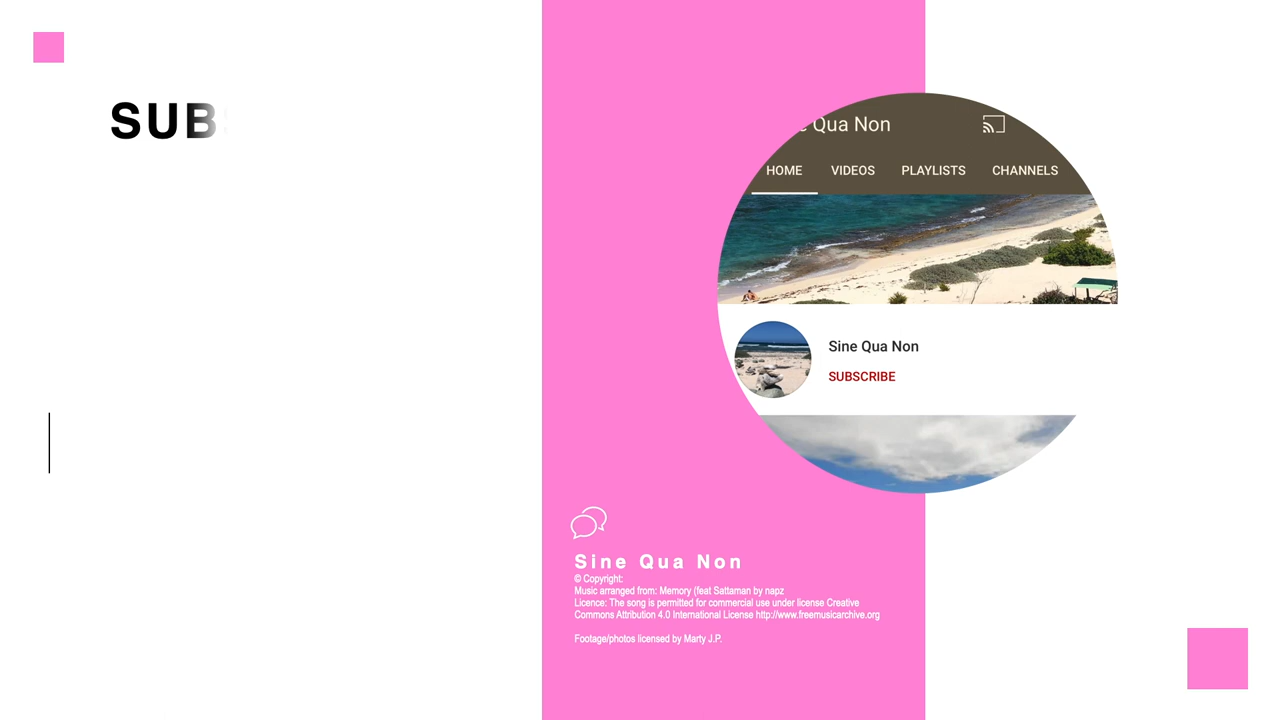 SUB
Qua Non
HOME VIDEOS PLAYLISTS CHANNELS
Sine Qua Non
SUBSCRIBE
Sine Qua Non
© Copyright:
Music arranged from: Memory (feat Sattaman by napz
Licence: The song is permitted for commercial use under license Creative
Commons Attribution 4.0 International License http://www.freemusicarchive.org
Footage/photos licensed by Marty J.P.